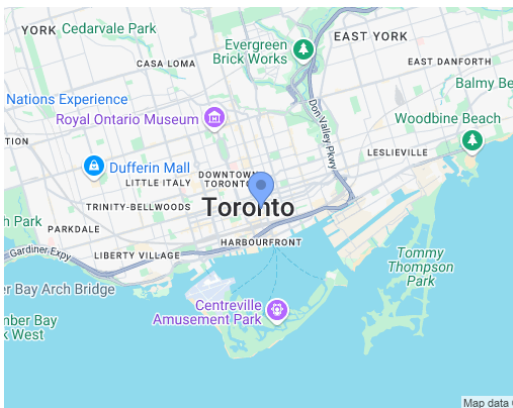 YORK
Cedarvale Park
EAST YORK
Evergreen
Brick Works
CASA LOMA
EAST DANFORTH
Balmy Be
Nations Experience
Royal Ontario Museum
Don Valley Pkwy
Woodbine Beach
TION
LESLIEVILLE
Dufferin Mall
DOWNTOWN
TORONTO
LITTLE ITALY
TRINITY-BELLWOODS
Toronto
h Park
PARKDALE
HARBOURFRONT
Gardiner Expy
LIBERTY VILLAGE
Tommy
Thompson
Park
er Bay Arch Bridge
Centreville
Amusement Park
mber Bay
k West
Map data